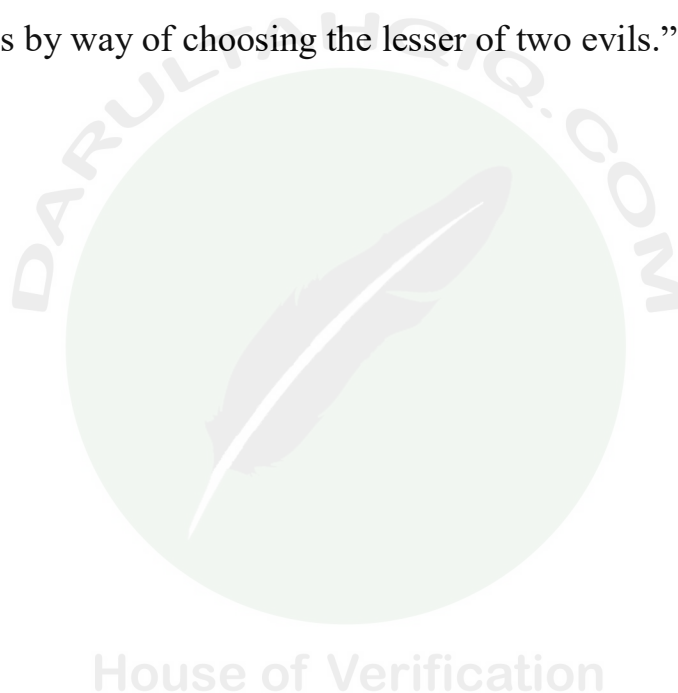 s by way of choosing the lesser of two evils.”
DARULTAHQIQ.COM
House of Verification